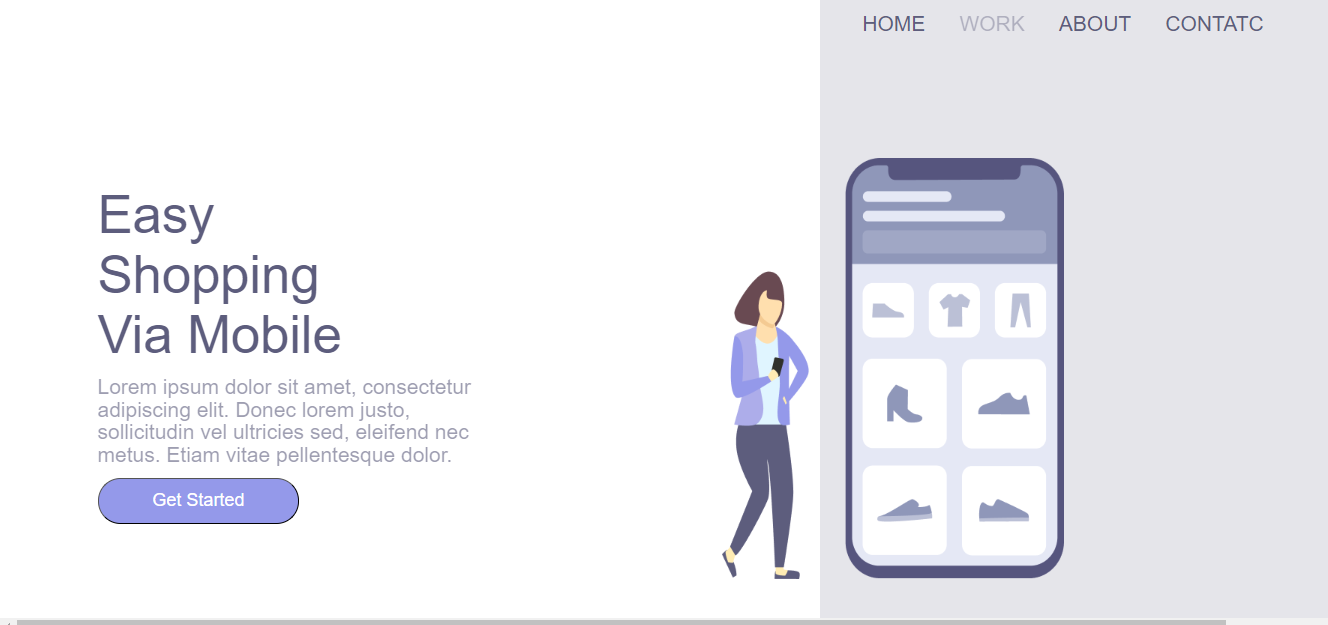 HOME WORK ABOUT CONTATC
Easy
Shopping
Via Mobile
Lorem ipsum dolor sit amet, consectetur
adipiscing elit. Donec lorem justo,
sollicitudin vel ultricies sed, eleifend nec
metus. Etiam vitae pellentesque dolor.
Get Started